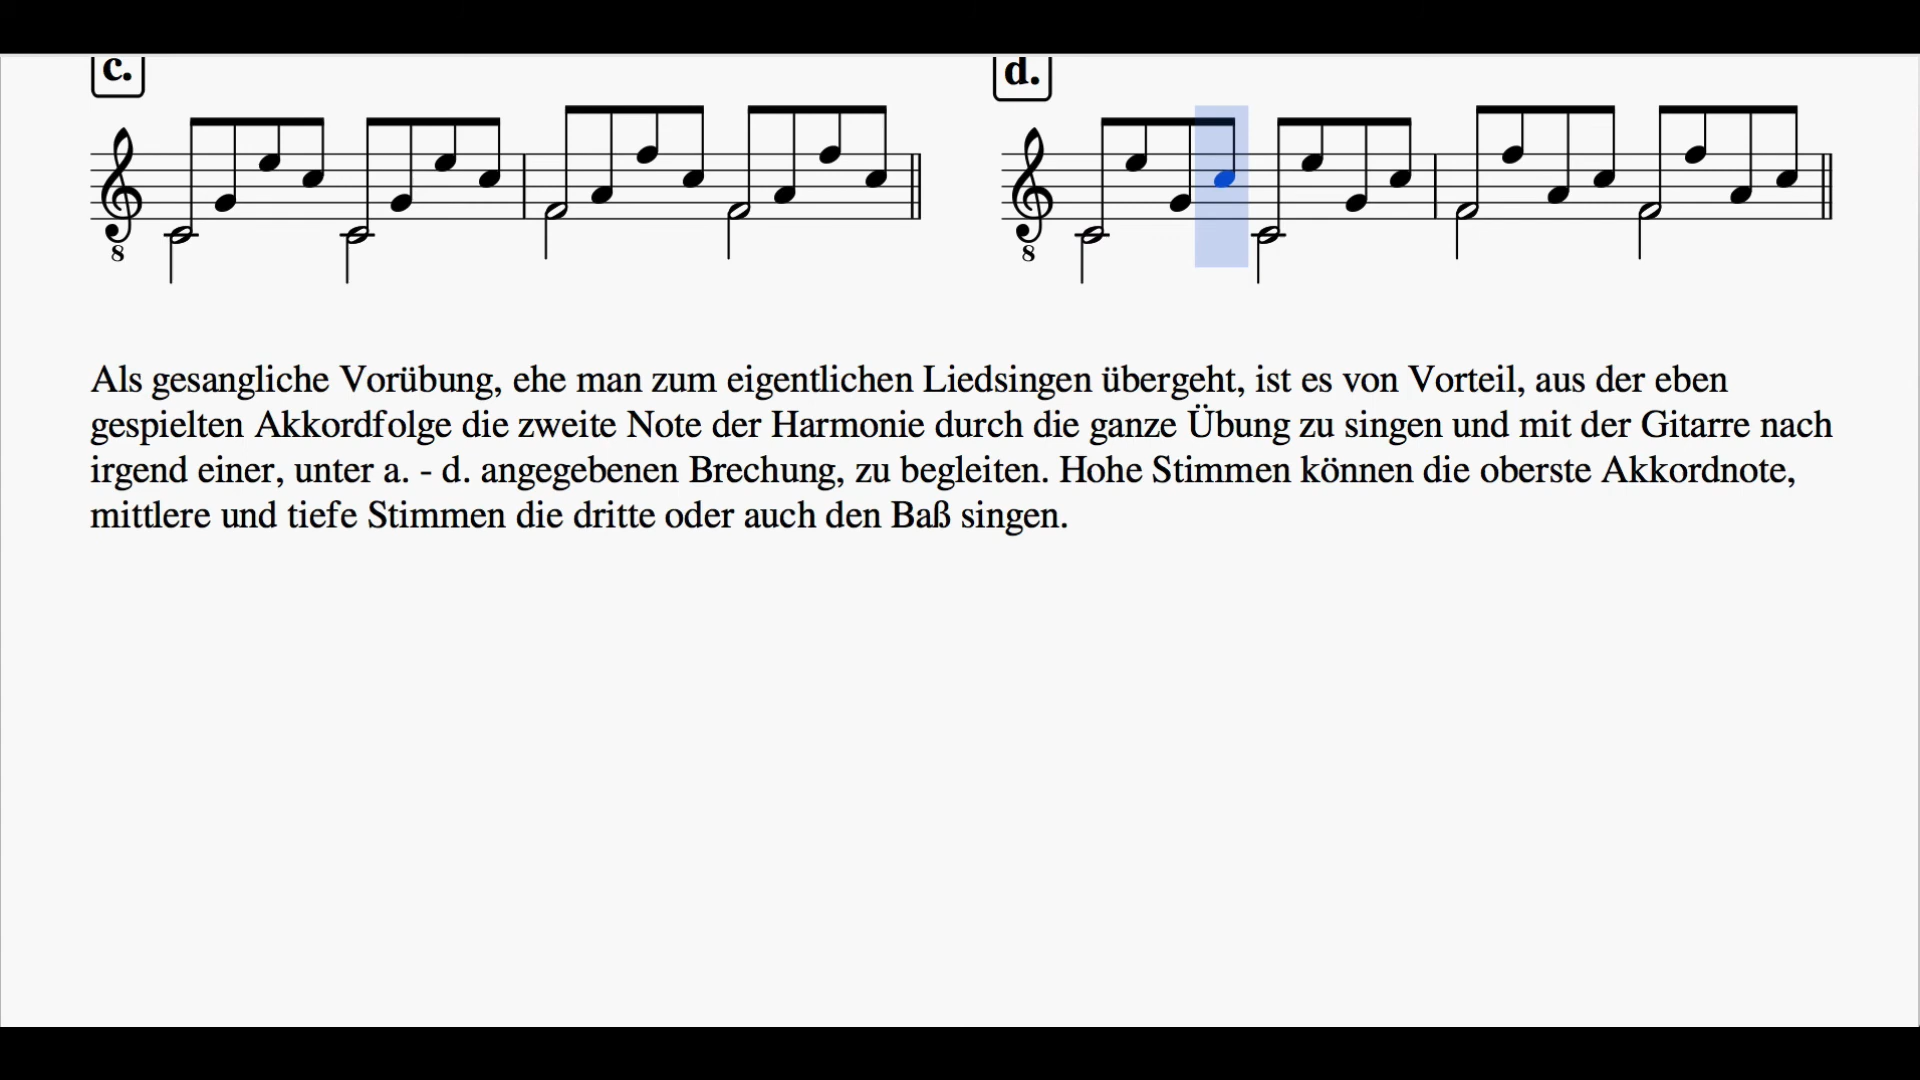 c. d.
8 8
Als gesangliche Vorübung, ehe man zum eigentlichen Liedsingen übergeht, ist es von Vorteil, aus der eben
gespielten Akkordfolge die zweite Note der Harmonie durch die ganze Übung zu singen und mit der Gitarre nach
irgend einer, unter a. - d. angegebenen Brechung, zu begleiten. Hohe Stimmen können die oberste Akkordnote,
mittlere und tiefe Stimmen die dritte oder auch den Baß singen.